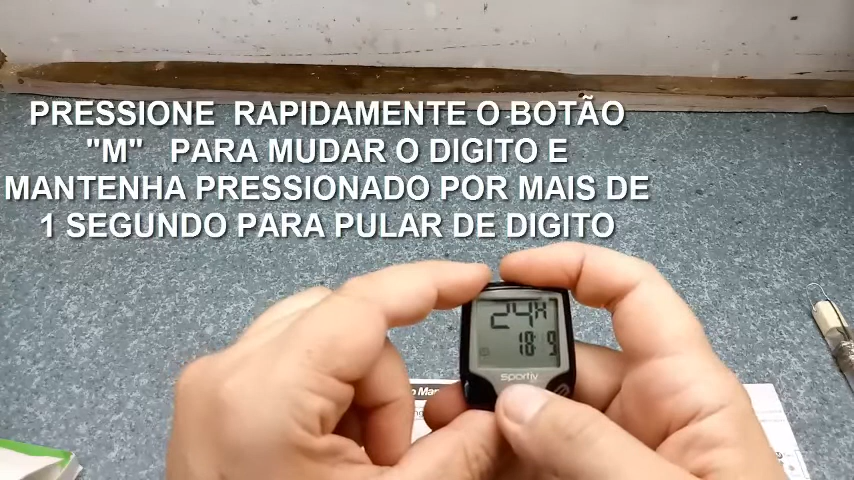 PRESSIONE RAPIDAMENTE O BOTÃO
"M" PARA MUDAR O DIGITO E
MANTENHA PRESSIONADO POR MAIS DE
1 SEGUNDO PARA PULAR DE DIGITO
24H
18 9
sportiv